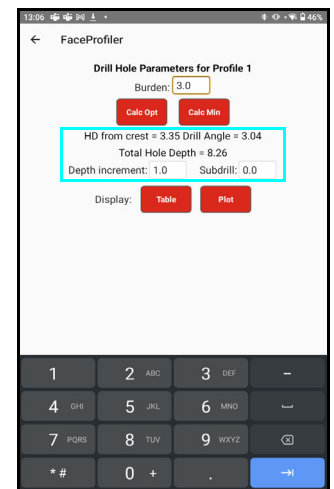 13:06 46%
← FaceProfiler
Drill Hole Parameters for Profile 1
Burden: 3.0
Calc Opt Calc Min
HD from crest = 3.35 Drill Angle = 3.04
Total Hole Depth = 8.26
Depth increment: 1.0 Subdrill: 0.0
Display: Table Plot
1 2 ABC 3 DEF –
4 GHI 5 JKL 6 MNO
7 PQRS 8 TUV 9 WXYZ
* # 0 + .